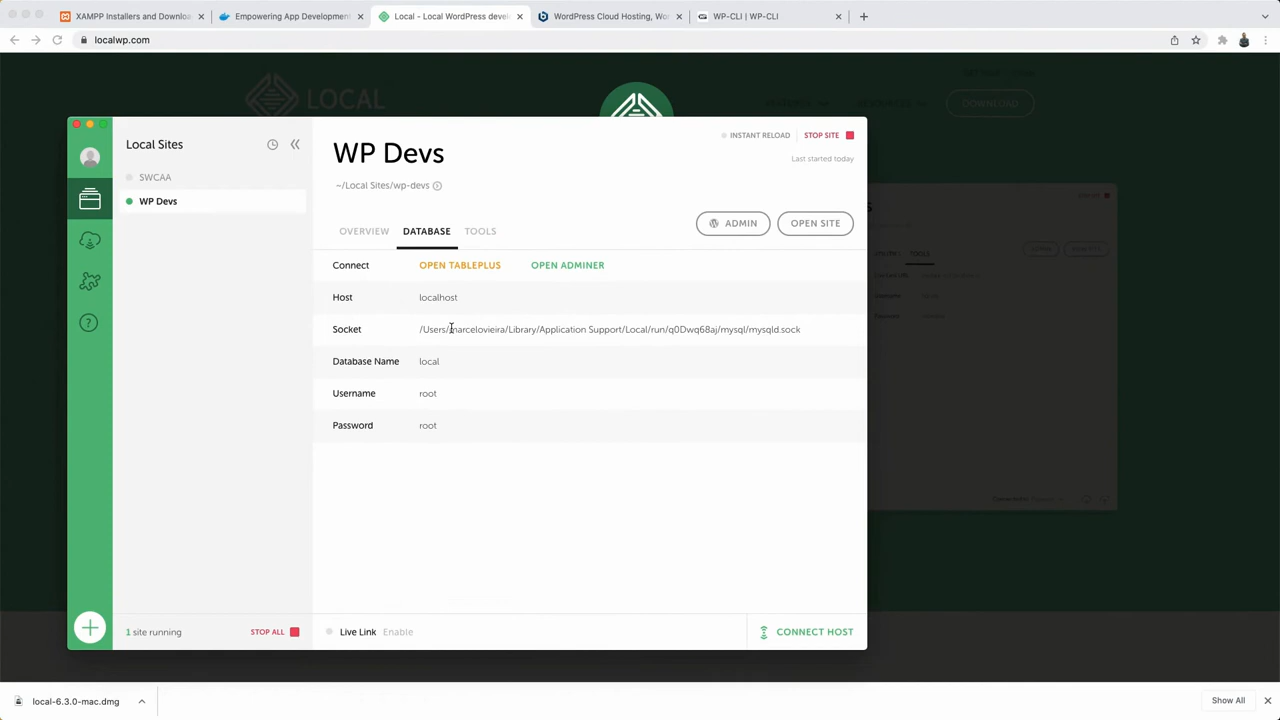 XAMPP Installers and Downloa
Empowering App Development
Local - Local WordPress devel
WordPress Cloud Hosting, Wor
WP-CLI | WP-CLI
localwp.com
LOCAL
DOWNLOAD
Local Sites
SWCAA
WP Devs
1 site running
STOP ALL
WP Devs
~/Local Sites/wp-devs
INSTANT RELOAD
STOP SITE
Last started today
ADMIN
OPEN SITE
OVERVIEW
DATABASE
TOOLS
Connect
OPEN TABLEPLUS
OPEN ADMINER
Host
localhost
Socket
/Users/marcelovieira/Library/Application Support/Local/run/q0Dwq68aj/mysql/mysqld.sock
Database Name
local
Username
root
Password
root
Live Link
Enable
CONNECT HOST
TOOLS
local-6.3.0-mac.dmg
Show All